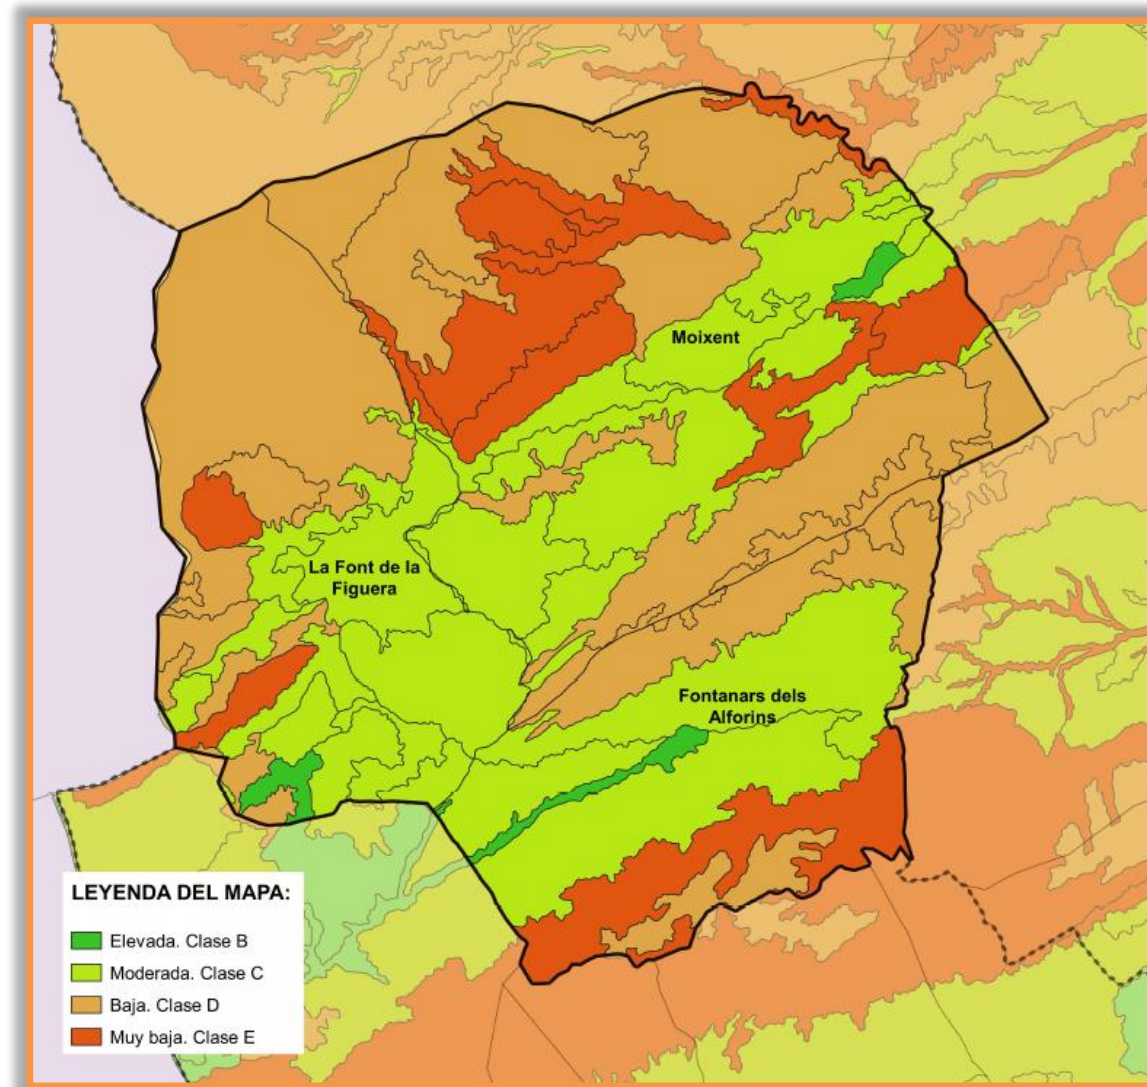 Moixent
La Font de la
Figuera
Fontanars dels
Alforins
LEYENDA DEL MAPA:
Elevada. Clase B
Moderada. Clase C
Baja. Clase D
Muy baja. Clase E